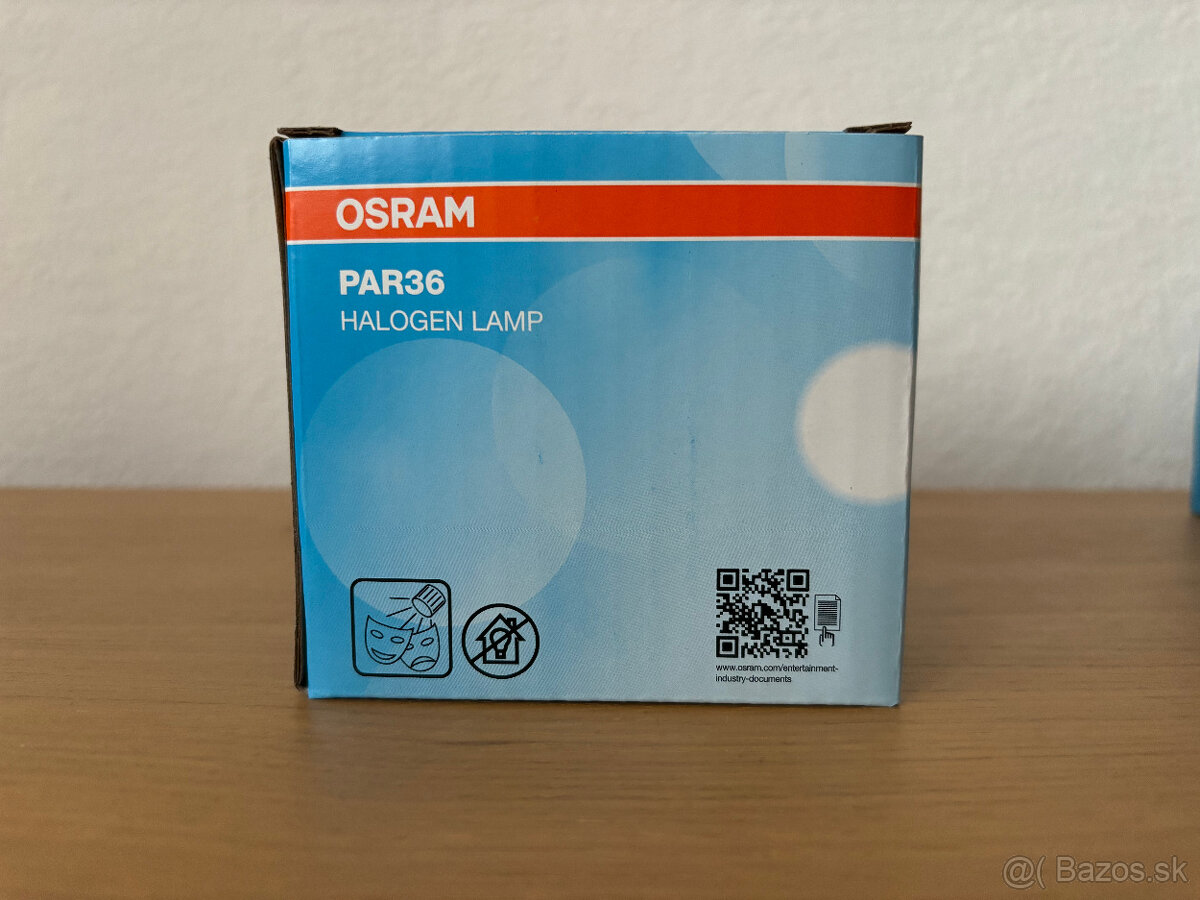 OSRAM
PAR36
HALOGEN LAMP
www.osram.com/entertainment-
industry-documents
@( Bazos.sk